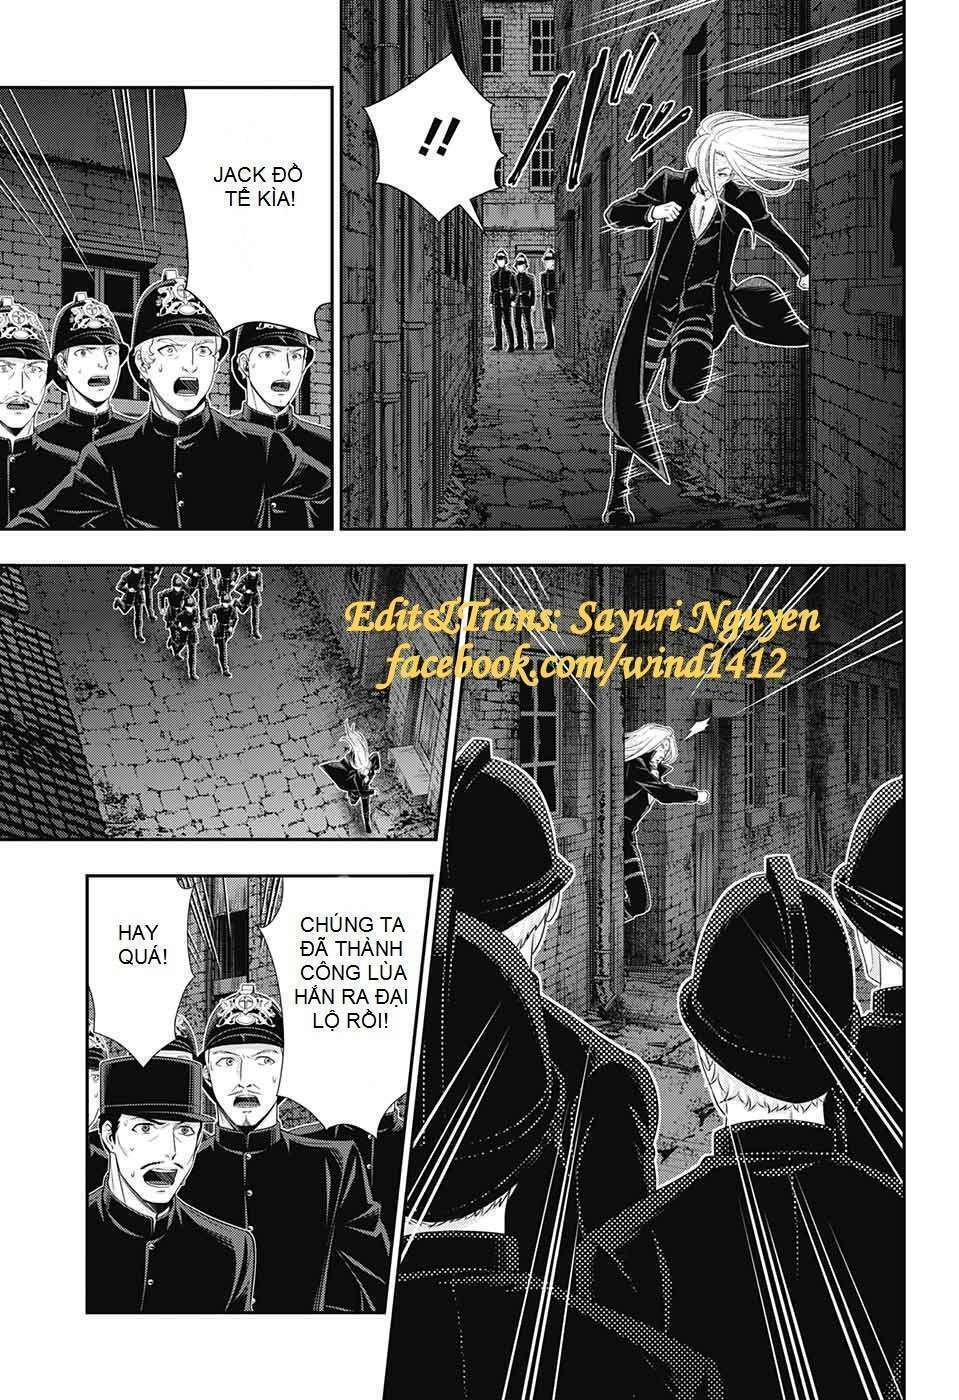 !!
JACK ĐỒ
TỂ KÌA!
Edit&Trans: Sayuri Nguyen
facebook.com/wind1412
CHÚNG TA
ĐÃ THÀNH
CÔNG LÙA
HẮN RA ĐẠI
LỘ RỒI!
HAY
QUÁ!